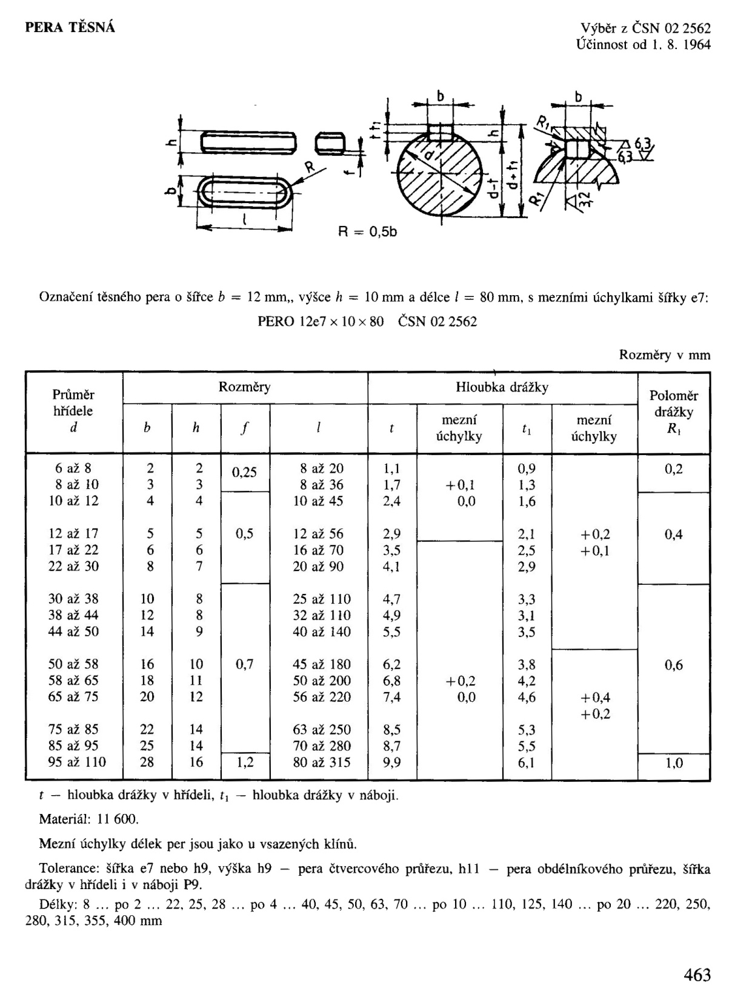 PERA TĚSNÁ
Výběr z ČSN 02 2562
Účinnost od 1. 8. 1964
h
b
l
R
f
R = 0,5b
b
t t₁
h
d
d-t
d+t₁
b
R₁
R₁
6,3
6,3
3,2
Označení těsného pera o šířce b = 12 mm,, výšce h = 10 mm a délce l = 80 mm, s mezními úchylkami šířky e7:
PERO 12e7 × 10 × 80 ČSN 02 2562
Rozměry v mm
Průměr hřídele d
Rozměry
Hloubka drážky
Poloměr drážky R₁
b h f l t mezní úchylky t₁ mezní úchylky
6 až 8 2 2 0,25 8 až 20 1,1 0,9 0,2
8 až 10 3 3 8 až 36 1,7 +0,1 1,3
10 až 12 4 4 10 až 45 2,4 0,0 1,6
12 až 17 5 5 0,5 12 až 56 2,9 2,1 +0,2 0,4
17 až 22 6 6 16 až 70 3,5 2,5 +0,1
22 až 30 8 7 20 až 90 4,1 2,9
30 až 38 10 8 25 až 110 4,7 3,3
38 až 44 12 8 32 až 110 4,9 3,1
44 až 50 14 9 40 až 140 5,5 3,5
50 až 58 16 10 0,7 45 až 180 6,2 3,8 0,6
58 až 65 18 11 50 až 200 6,8 +0,2 4,2
65 až 75 20 12 56 až 220 7,4 0,0 4,6 +0,4
+0,2
75 až 85 22 14 63 až 250 8,5 5,3
85 až 95 25 14 70 až 280 8,7 5,5
95 až 110 28 16 1,2 80 až 315 9,9 6,1 1,0
t — hloubka drážky v hřídeli, t₁ — hloubka drážky v náboji.
Materiál: 11 600.
Mezní úchylky délek per jsou jako u vsazených klínů.
Tolerance: šířka e7 nebo h9, výška h9 — pera čtvercového průřezu, h11 — pera obdélníkového průřezu, šířka
drážky v hřídeli i v náboji P9.
Délky: 8 ... po 2 ... 22, 25, 28 ... po 4 ... 40, 45, 50, 63, 70 ... po 10 ... 110, 125, 140 ... po 20 ... 220, 250,
280, 315, 355, 400 mm
463